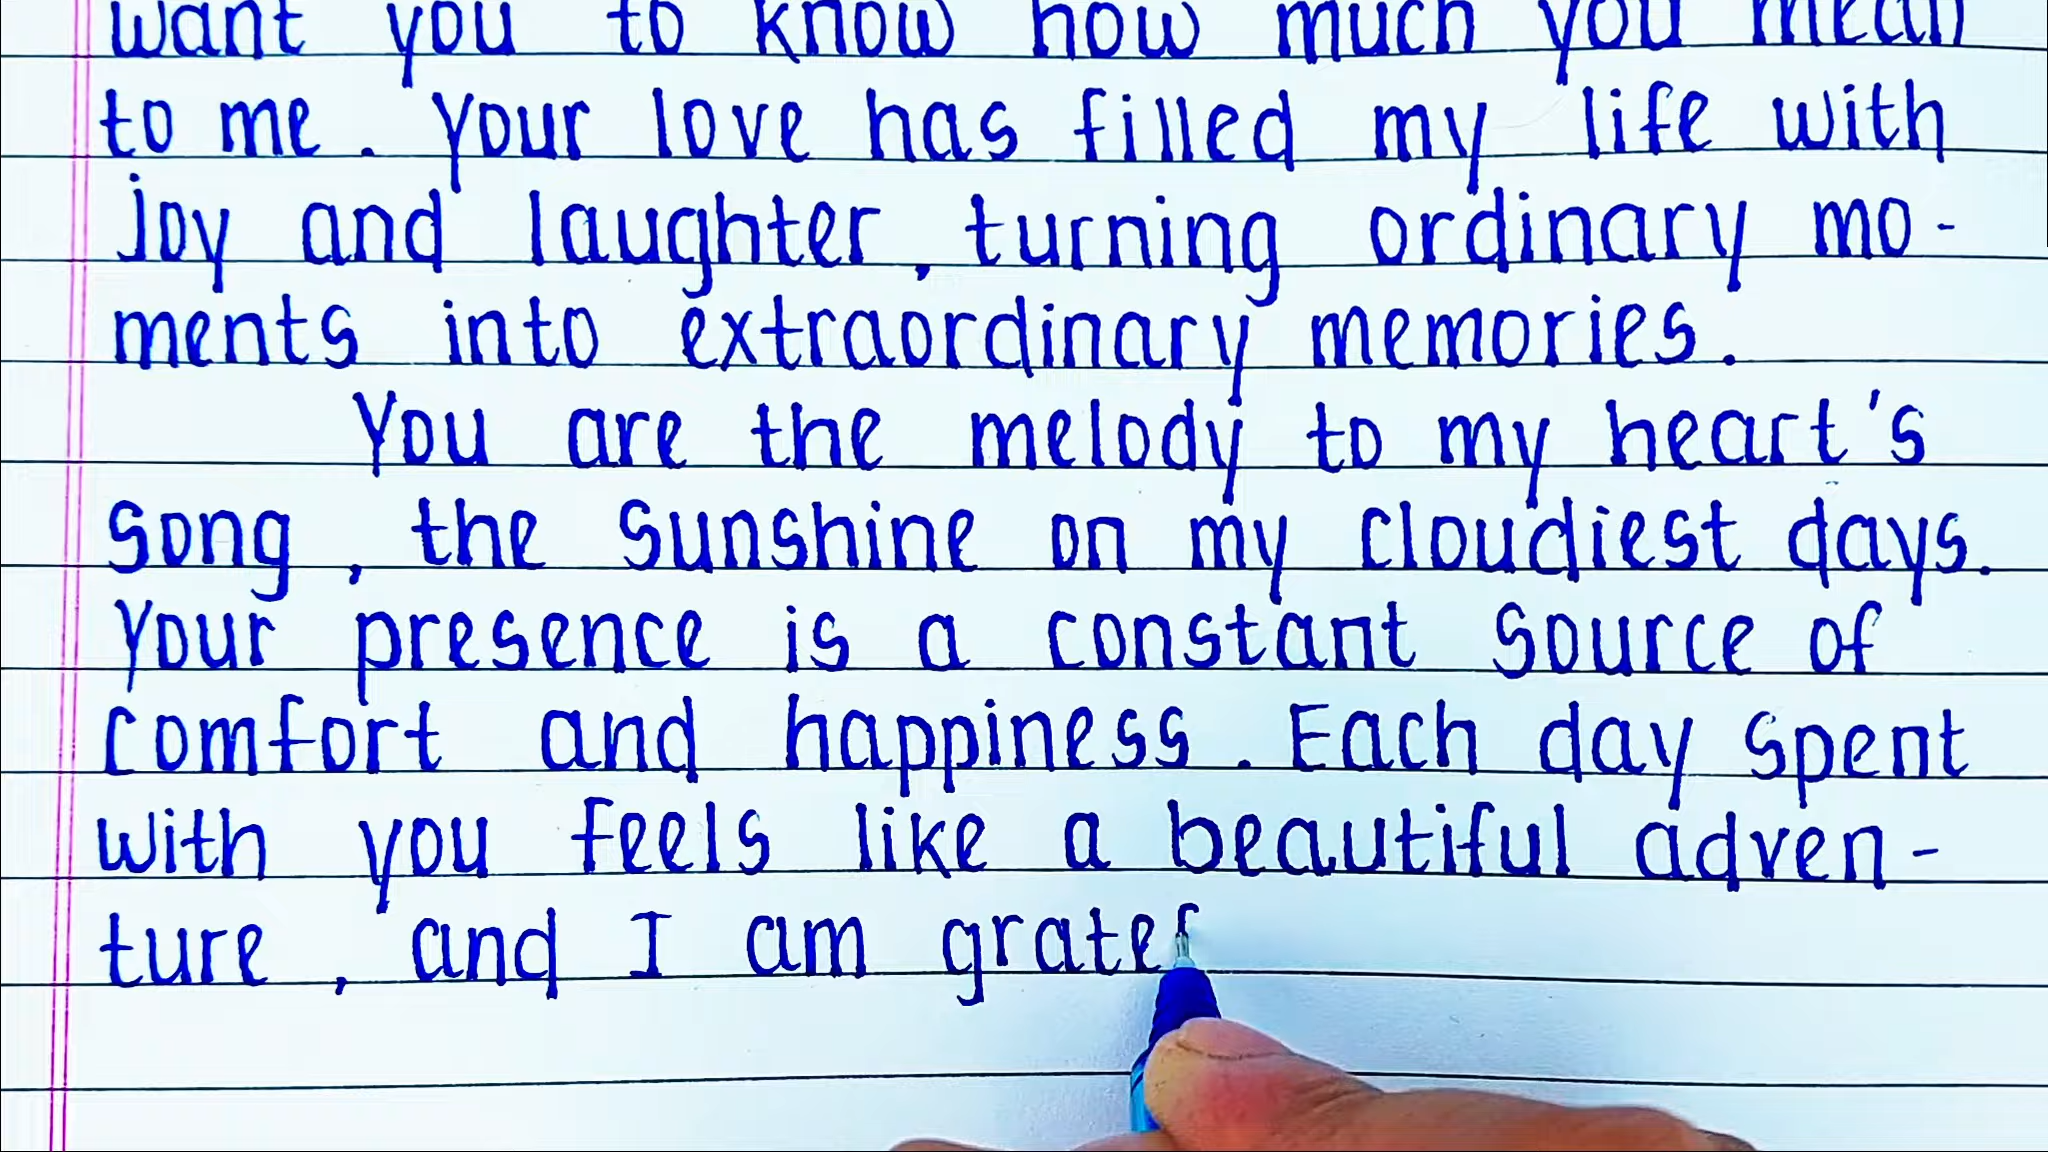 want you to know how much you mean
to me. Your love has filled my life with
joy and laughter, turning ordinary mo-
ments into extraordinary memories.
You are the melody to my heart's
song, the sunshine on my cloudiest days.
Your presence is a constant source of
comfort and happiness. Each day spent
with you feels like a beautiful adven-
ture, and I am gratef